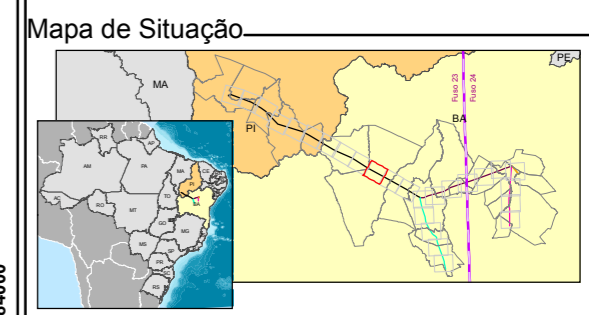 Mapa de Situação
PE
MA
Fuso 23
Fuso 24
BA
PI
RR
AP
AM
PA
MA
CE
PI
AC
RO
TO
BA
MT
GO
MG
MS
SP
PR
SC
RS